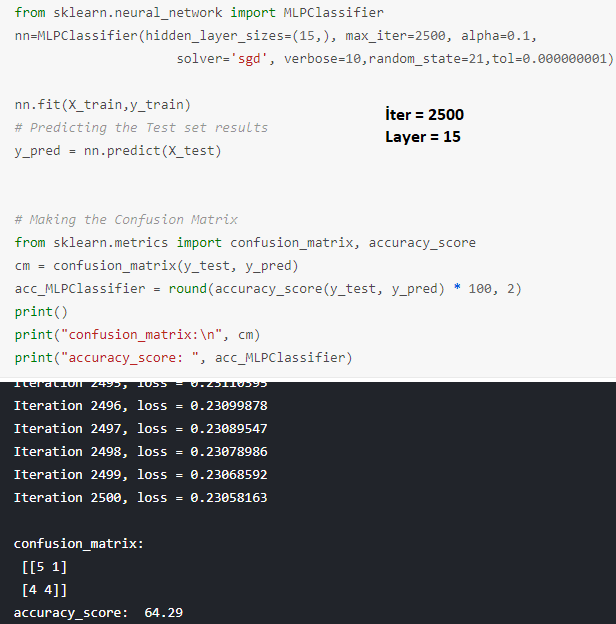 from sklearn.neural_network import MLPClassifier
nn=MLPClassifier(hidden_layer_sizes=(15,), max_iter=2500, alpha=0.1,
solver='sgd', verbose=10,random_state=21,tol=0.000000001)
nn.fit(X_train,y_train)
# Predicting the Test set results
y_pred = nn.predict(X_test)
İter = 2500
Layer = 15
# Making the Confusion Matrix
from sklearn.metrics import confusion_matrix, accuracy_score
cm = confusion_matrix(y_test, y_pred)
acc_MLPClassifier = round(accuracy_score(y_test, y_pred) * 100, 2)
print()
print("confusion_matrix:\n", cm)
print("accuracy_score: ", acc_MLPClassifier)
Iteration 2495, loss = 0.23110395
Iteration 2496, loss = 0.23099878
Iteration 2497, loss = 0.23089547
Iteration 2498, loss = 0.23078986
Iteration 2499, loss = 0.23068592
Iteration 2500, loss = 0.23058163
confusion_matrix:
[[5 1]
[4 4]]
accuracy_score:  64.29